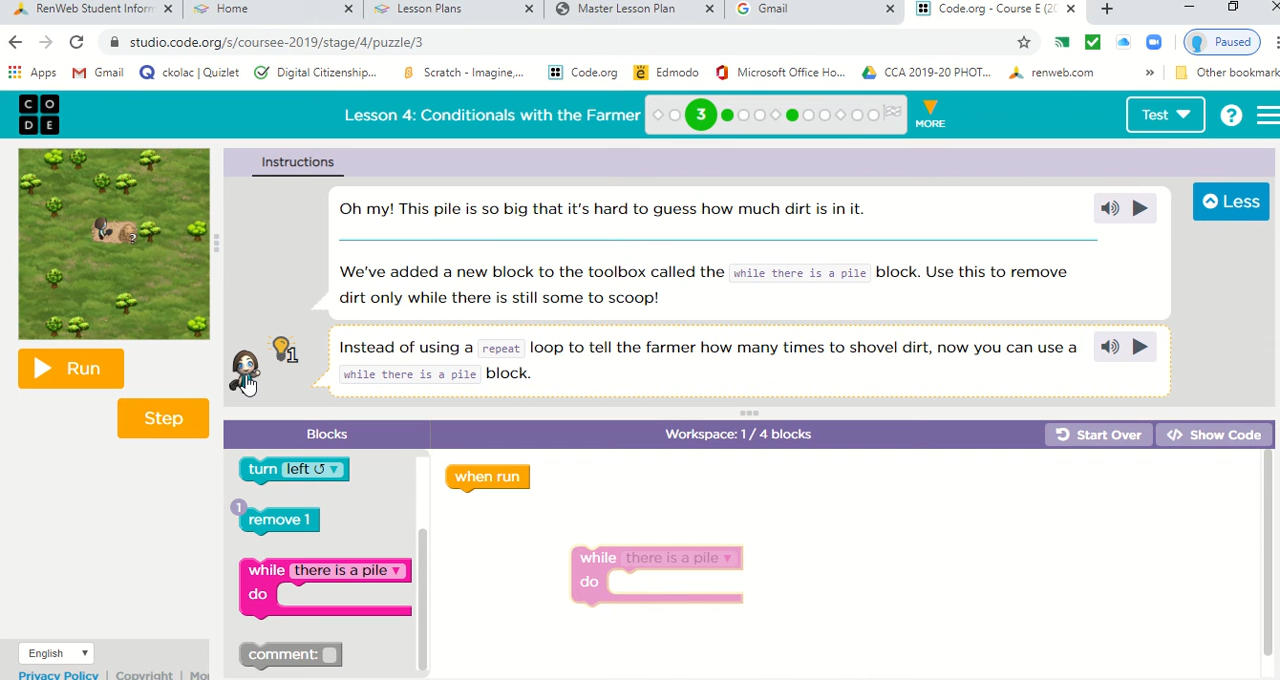 RenWeb Student Inform
Home
Lesson Plans
Master Lesson Plan
Gmail
Code.org - Course E (20
studio.code.org/s/coursee-2019/stage/4/puzzle/3
Paused
Apps
Gmail
ckolac | Quizlet
Digital Citizenship...
Scratch - Imagine,...
Code.org
Edmodo
Microsoft Office Ho...
CCA 2019-20 PHOT...
renweb.com
»
Other bookmark
C O
D E
Lesson 4: Conditionals with the Farmer
3
MORE
Test
?
Instructions
Oh my! This pile is so big that it's hard to guess how much dirt is in it.
Less
We've added a new block to the toolbox called the while there is a pile block. Use this to remove
dirt only while there is still some to scoop!
?
1
Instead of using a repeat loop to tell the farmer how many times to shovel dirt, now you can use a
while there is a pile block.
Run
Step
Blocks
Workspace: 1 / 4 blocks
Start Over
Show Code
turn left
when run
1
remove 1
while there is a pile
do
while there is a pile
do
comment:
English
Privacy Policy | Copyright | Mo